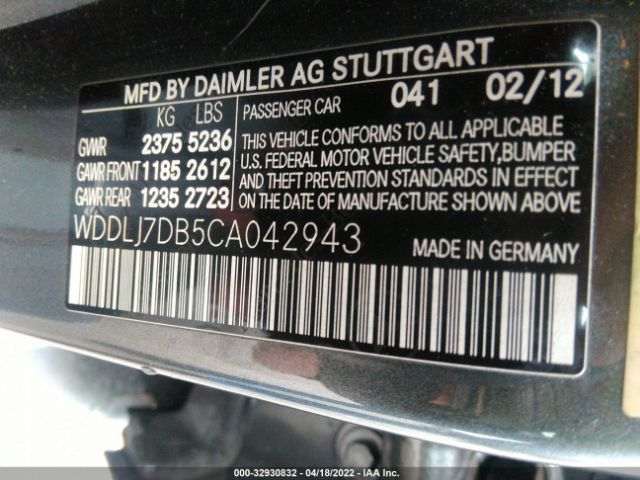 MFD BY DAIMLER AG STUTTGART
KG LBS
GVWR 2375 5236
GAWR FRONT 1185 2612
GAWR REAR 1235 2723
PASSENGER CAR 041 02/12
THIS VEHICLE CONFORMS TO ALL APPLICABLE
U.S. FEDERAL MOTOR VEHICLE SAFETY, BUMPER
AND THEFT PREVENTION STANDARDS IN EFFECT
ON THE DATE OF MANUFACTURE SHOWN ABOVE
WDDLJ7DB5CA042943
MADE IN GERMANY
000-32930832 - 04/18/2022 - IAA Inc.